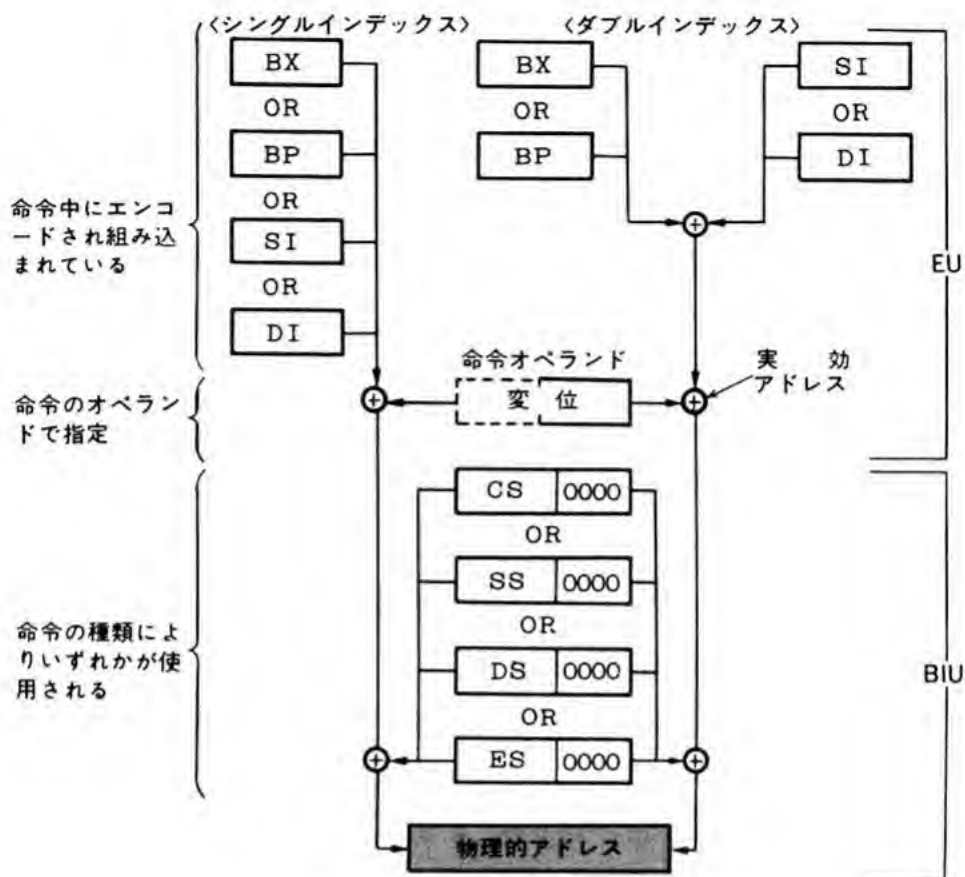 〈シングルインデックス〉
〈ダブルインデックス〉
BX
OR
BP
OR
SI
OR
DI
BX
OR
BP
SI
OR
DI
命令中にエンコ
ードされ組み込
まれている
EU
命令オペランド
変 位
実 効
アドレス
命令のオペラン
ドで指定
CS 0000
OR
SS 0000
OR
DS 0000
OR
ES 0000
命令の種類によ
りいずれかが使
用される
BIU
物理的アドレス